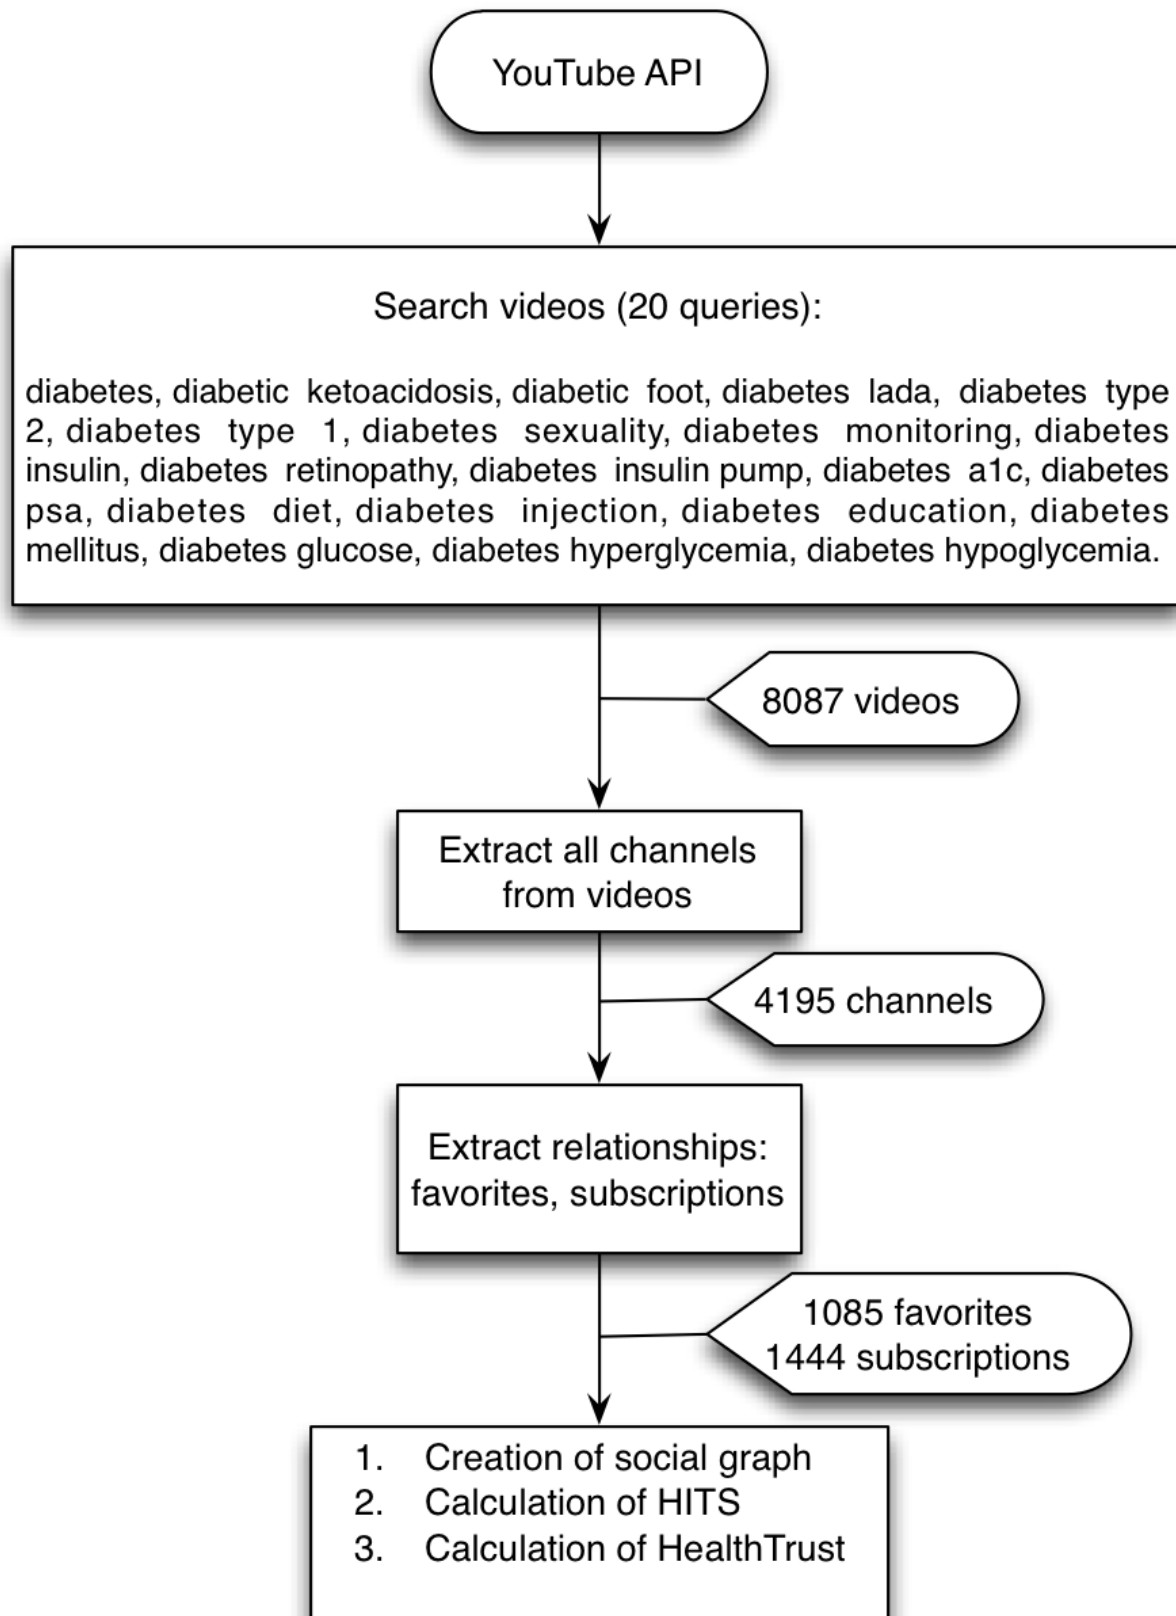 YouTube API
Search videos (20 queries):
diabetes, diabetic ketoacidosis, diabetic foot, diabetes lada, diabetes type
2, diabetes type 1, diabetes sexuality, diabetes monitoring, diabetes
insulin, diabetes retinopathy, diabetes insulin pump, diabetes a1c, diabetes
psa, diabetes diet, diabetes injection, diabetes education, diabetes
mellitus, diabetes glucose, diabetes hyperglycemia, diabetes hypoglycemia.
8087 videos
Extract all channels
from videos
4195 channels
Extract relationships:
favorites, subscriptions
1085 favorites
1444 subscriptions
1. Creation of social graph
2. Calculation of HITS
3. Calculation of HealthTrust